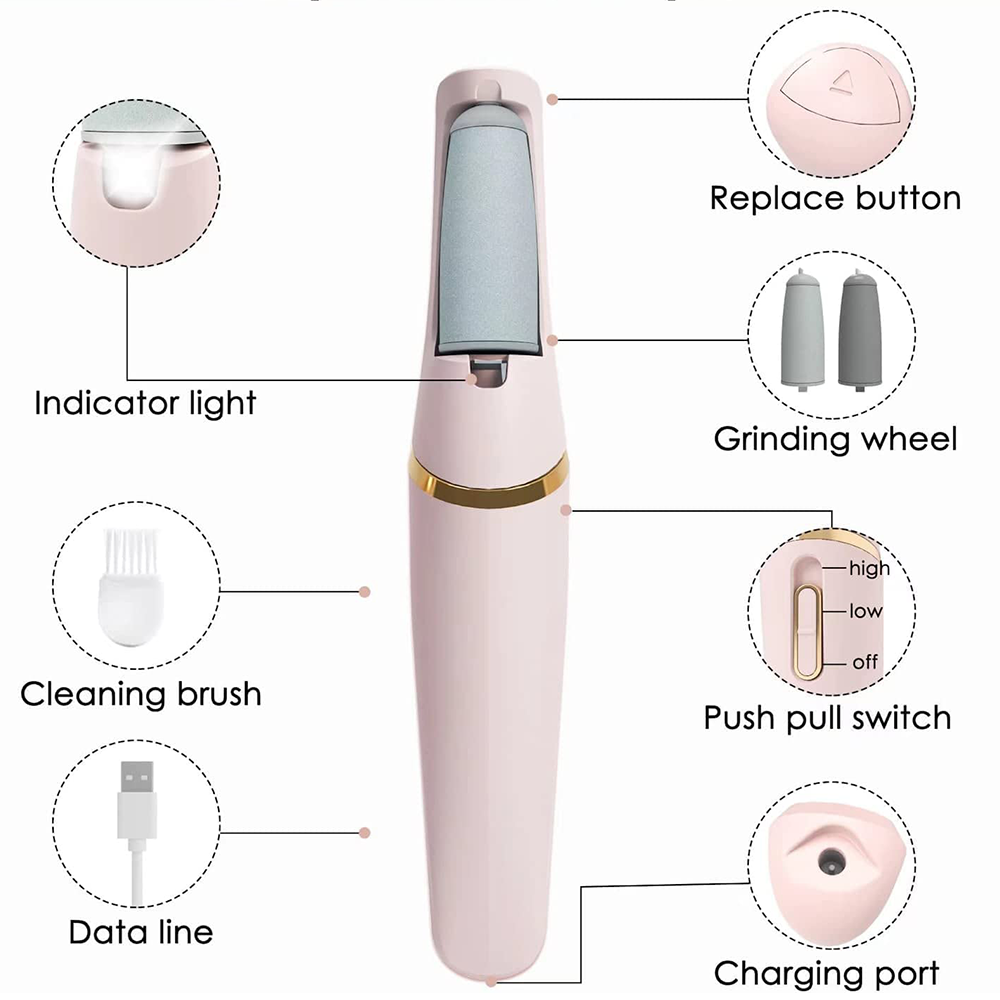 Replace button
Indicator light
Grinding wheel
high
low
off
Cleaning brush
Push pull switch
Data line
Charging port